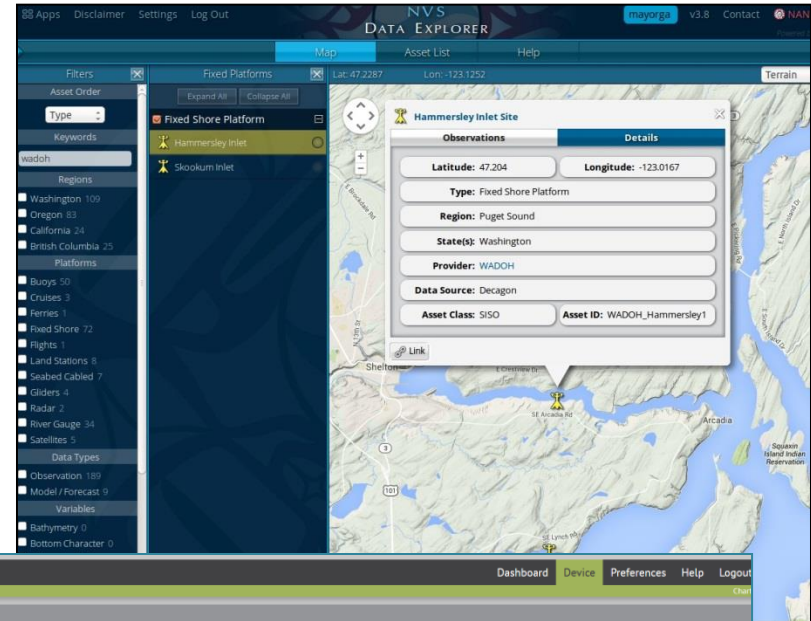 Apps Disclaimer Settings Log Out
NVS
DATA EXPLORER
mayorga v3.8 Contact NAN
Map Asset List Help
Filters
Fixed Platforms
Lat: 47.2287 Lon: -123.1252
Terrain
Asset Order
Type
Keywords
wadoh
Regions
Washington 109
Oregon 83
California 24
British Columbia 25
Platforms
Buoys 50
Cruises 3
Ferries 1
Fixed Shore 72
Flights 1
Land Stations 8
Seabed Cabled 7
Gliders 4
Radar 2
River Gauge 34
Satellites 5
Data Types
Observation 189
Model / Forecast 9
Variables
Bathymetry 0
Bottom Character 0
Expand All Collapse All
Fixed Shore Platform
Hammersley Inlet
Skookum Inlet
Hammersley Inlet Site
Observations Details
Latitude: 47.204 Longitude: -123.0167
Type: Fixed Shore Platform
Region: Puget Sound
State(s): Washington
Provider: WADOH
Data Source: Decagon
Asset Class: SISO Asset ID: WADOH_Hammersley1
Link
Shelton
E Crestview Dr
SE Arcadia Rd
Arcadia
Squaxin
Island Indian
Reservation
3
101
SE Lynch Rd
Dashboard Device Preferences Help Logout
Chart